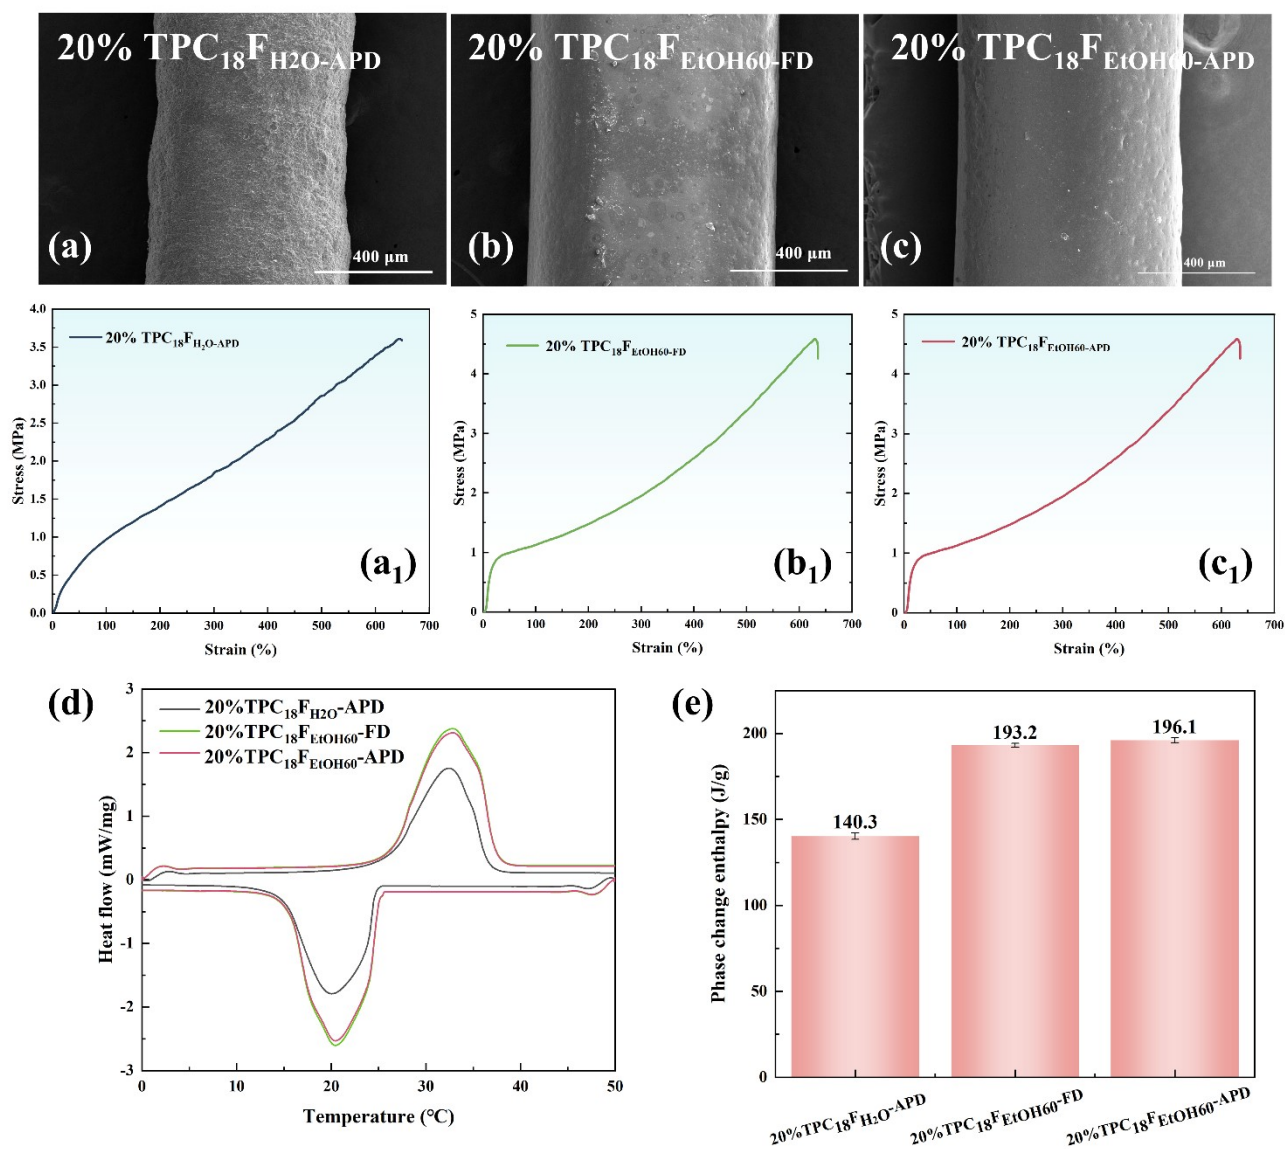 20% TPC18FH2O-APD
(a)
400 μm
20% TPC18FEtOH60-FD
(b)
400 μm
20% TPC18FEtOH60-APD
(c)
400 μm
4.0
3.5
3.0
2.5
2.0
1.5
1.0
0.5
0.0
Stress (MPa)
20% TPC18FH2O-APD
(a1)
0 100 200 300 400 500 600 700
Strain (%)
5
4
3
2
1
0
Stress (MPa)
20% TPC18FEtOH60-FD
(b1)
0 100 200 300 400 500 600 700
Strain (%)
5
4
3
2
1
0
Stress (MPa)
20% TPC18FEtOH60-APD
(c1)
0 100 200 300 400 500 600 700
Strain (%)
(d)
3
2
1
0
-1
-2
-3
Heat flow (mW/mg)
20%TPC18FH2O-APD
20%TPC18FEtOH60-FD
20%TPC18FEtOH60-APD
0 10 20 30 40 50
Temperature (℃)
(e)
200
150
100
50
0
Phase change enthalpy (J/g)
140.3
193.2
196.1
20%TPC18FH2O-APD
20%TPC18FEtOH60-FD
20%TPC18FEtOH60-APD